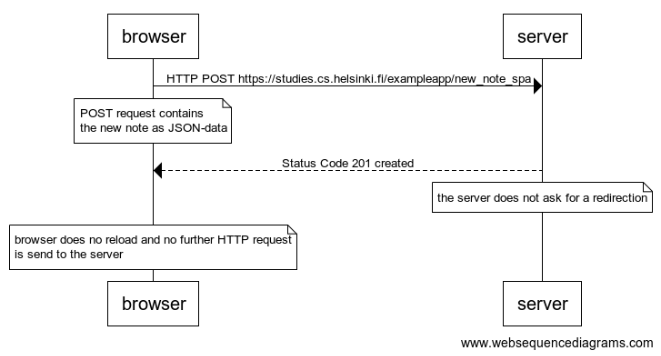 browser
server
HTTP POST https://studies.cs.helsinki.fi/exampleapp/new_note_spa
POST request contains
the new note as JSON-data
Status Code 201 created
the server does not ask for a redirection
browser does no reload and no further HTTP request
is send to the server
browser
server
www.websequencediagrams.com